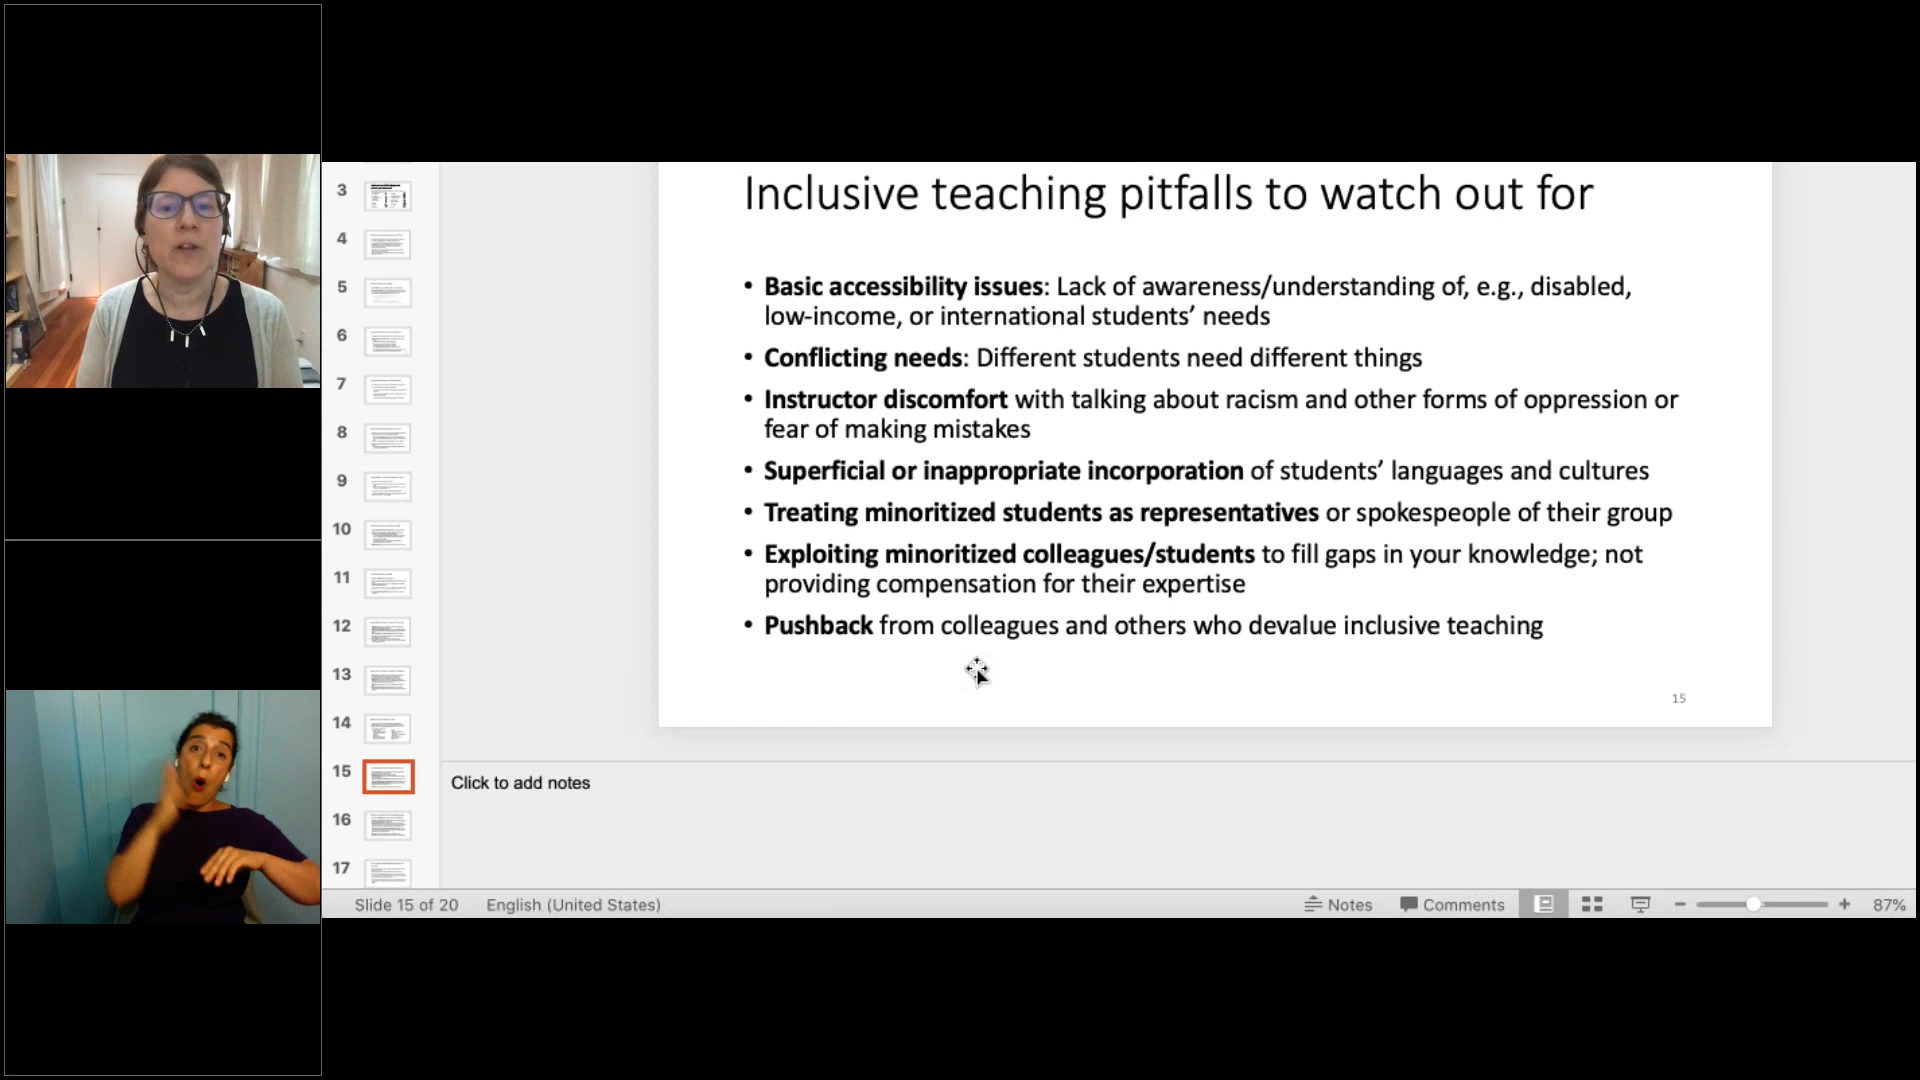 Inclusive teaching pitfalls to watch out for
• Basic accessibility issues: Lack of awareness/understanding of, e.g., disabled,
low-income, or international students’ needs
• Conflicting needs: Different students need different things
• Instructor discomfort with talking about racism and other forms of oppression or
fear of making mistakes
• Superficial or inappropriate incorporation of students’ languages and cultures
• Treating minoritized students as representatives or spokespeople of their group
• Exploiting minoritized colleagues/students to fill gaps in your knowledge; not
providing compensation for their expertise
• Pushback from colleagues and others who devalue inclusive teaching
15
3
4
5
6
7
8
9
10
11
12
13
14
15
16
17
Click to add notes
Slide 15 of 20 English (United States) Notes Comments 87%